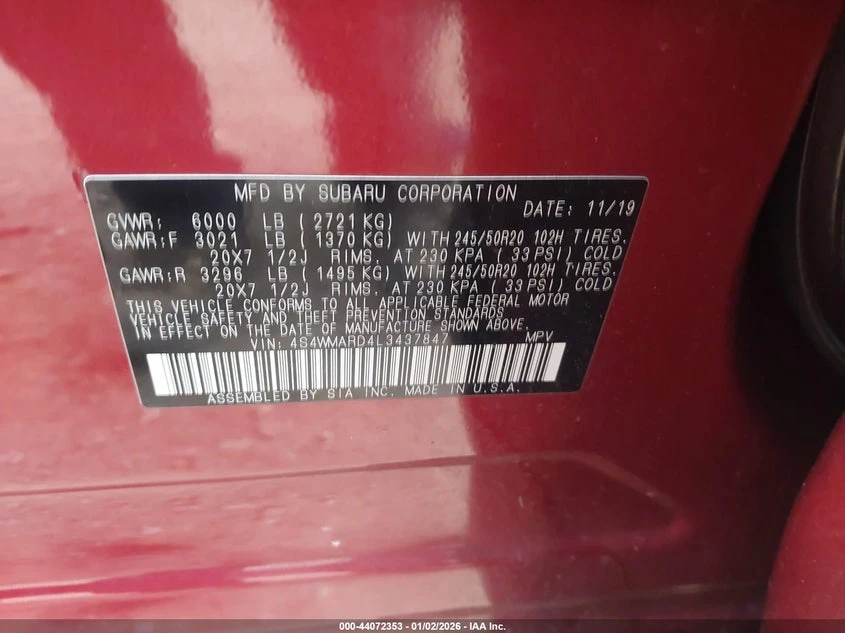 MFD BY SUBARU CORPORATION
DATE: 11/19
GVWR: 6000 LB ( 2721 KG)
GAWR:F 3021 LB ( 1370 KG) WITH 245/50R20 102H TIRES.
20X7 1/2J RIMS. AT 230 KPA ( 33 PSI) COLD
GAWR:R 3296 LB ( 1495 KG) WITH 245/50R20 102H TIRES.
20X7 1/2J RIMS. AT 230 KPA ( 33 PSI) COLD
THIS VEHICLE CONFORMS TO ALL APPLICABLE FEDERAL MOTOR
VEHICLE SAFETY AND THEFT PREVENTION STANDARDS
IN EFFECT ON THE DATE OF MANUFACTURE SHOWN ABOVE.
VIN: 4S4WMARD4L3437847 MPV
ASSEMBLED BY SIA INC. MADE IN U.S.A.
000-44072353 - 01/02/2026 - IAA Inc.